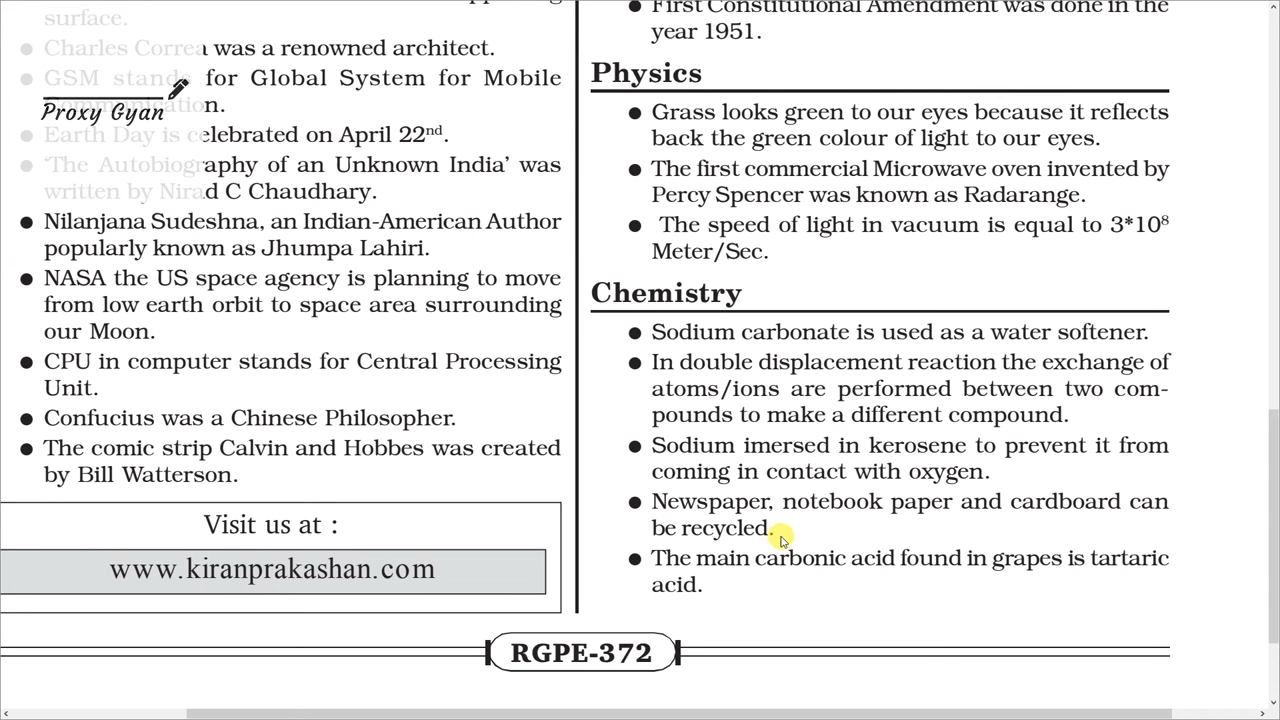 surface.
● Charles Correa was a renowned architect.
● GSM stands for Global System for Mobile
Communication.
Proxy Gyan
● Earth Day is celebrated on April 22nd.
● ‘The Autobiography of an Unknown India’ was
written by Nirad C Chaudhary.
● Nilanjana Sudeshna, an Indian-American Author
popularly known as Jhumpa Lahiri.
● NASA the US space agency is planning to move
from low earth orbit to space area surrounding
our Moon.
● CPU in computer stands for Central Processing
Unit.
● Confucius was a Chinese Philosopher.
● The comic strip Calvin and Hobbes was created
by Bill Watterson.
Visit us at :
www.kiranprakashan.com
● First Constitutional Amendment was done in the
year 1951.
Physics
● Grass looks green to our eyes because it reflects
back the green colour of light to our eyes.
● The first commercial Microwave oven invented by
Percy Spencer was known as Radarange.
● The speed of light in vacuum is equal to 3*10⁸
Meter/Sec.
Chemistry
● Sodium carbonate is used as a water softener.
● In double displacement reaction the exchange of
atoms/ions are performed between two com-
pounds to make a different compound.
● Sodium imersed in kerosene to prevent it from
coming in contact with oxygen.
● Newspaper, notebook paper and cardboard can
be recycled.
● The main carbonic acid found in grapes is tartaric
acid.
RGPE-372